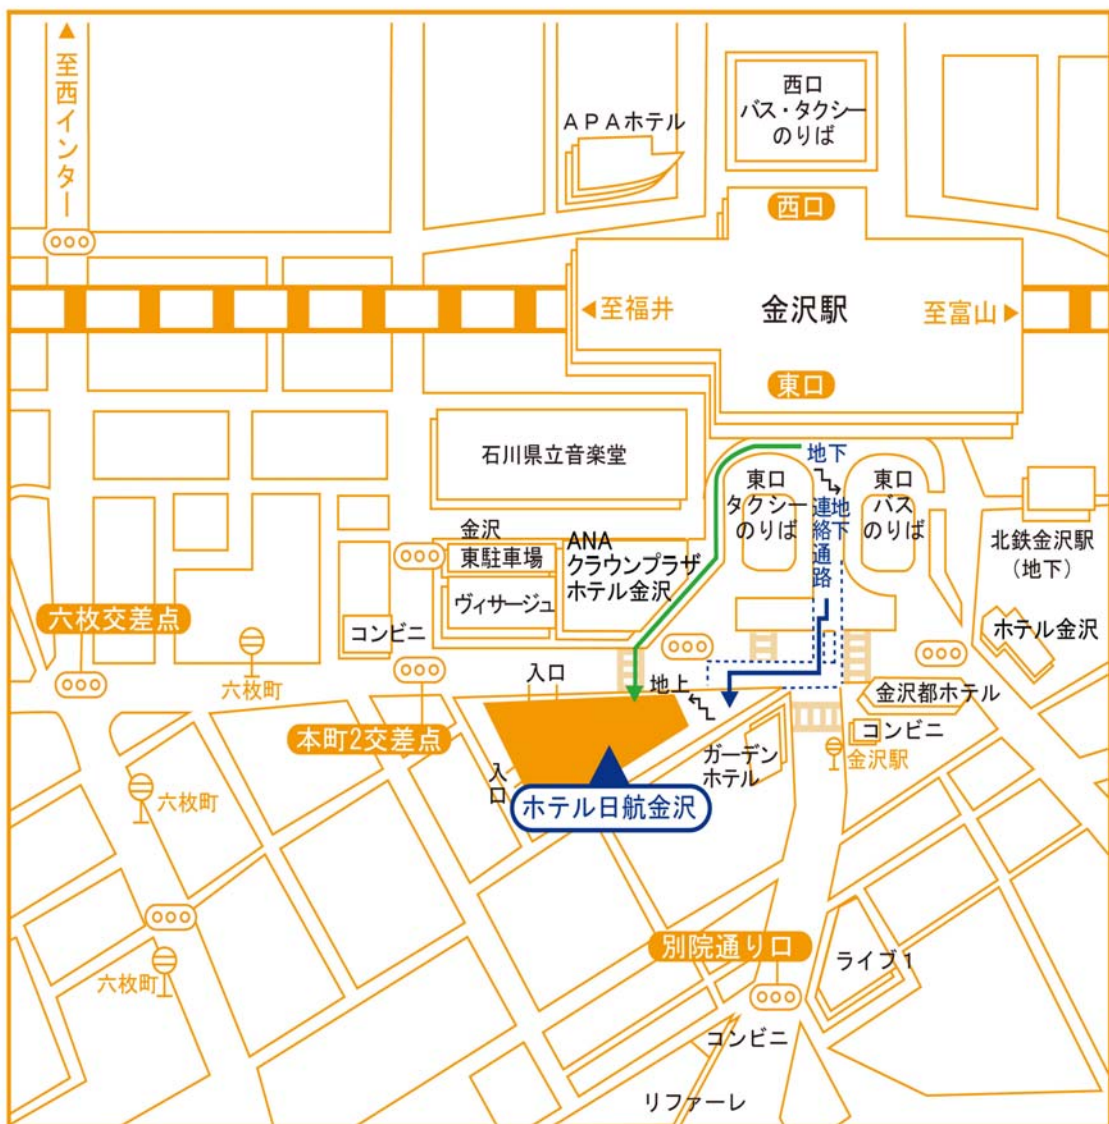 ▲至西インター
西口
バス・タクシー
のりば
APAホテル
西口
◀至福井
金沢駅
至富山▶
東口
石川県立音楽堂
地下
東口
タクシー
のりば
地下
連絡通路
東口
バス
のりば
北鉄金沢駅
(地下)
金沢
東駐車場
ANA
クラウンプラザ
ホテル金沢
ヴィサージュ
六枚交差点
コンビニ
ホテル金沢
六枚町
入口
地上
金沢都ホテル
本町2交差点
コンビニ
ガーデン
ホテル
金沢駅
入口
六枚町
ホテル日航金沢
別院通り口
ライブ1
六枚町
コンビニ
リファーレ